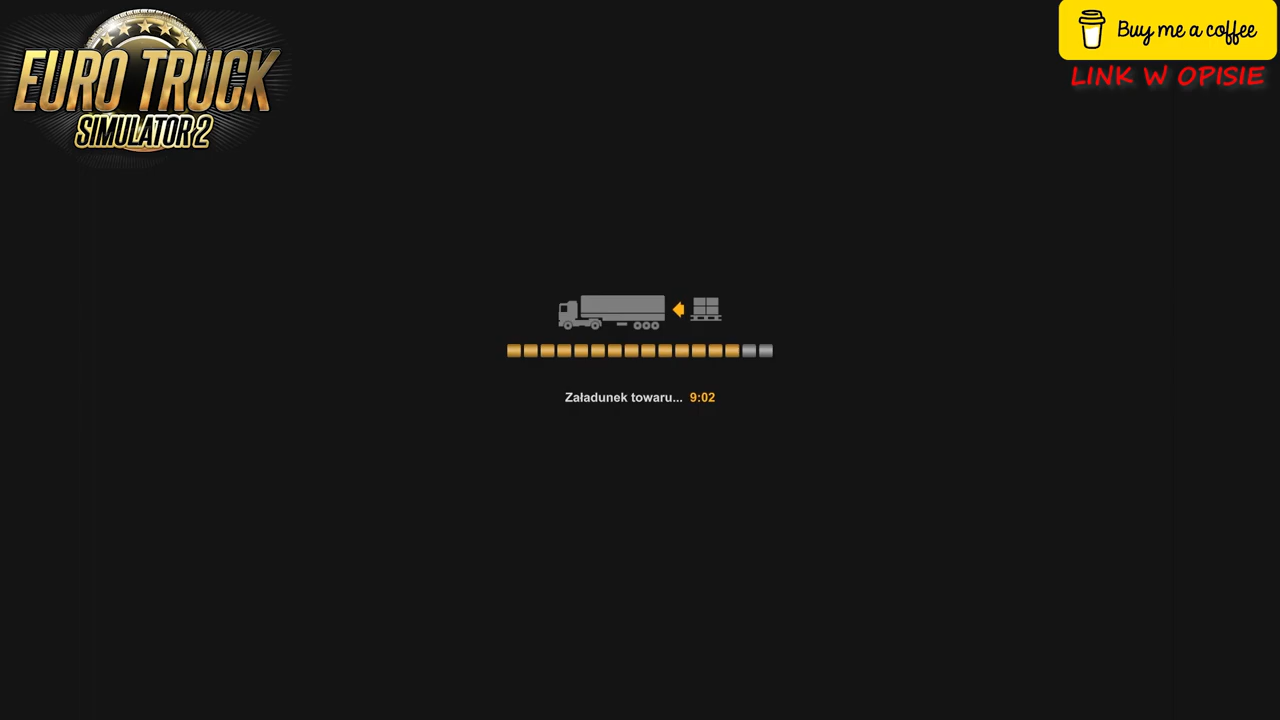 EURO TRUCK
SIMULATOR 2
Buy me a coffee
LINK W OPISIE
Załadunek towaru... 9:02